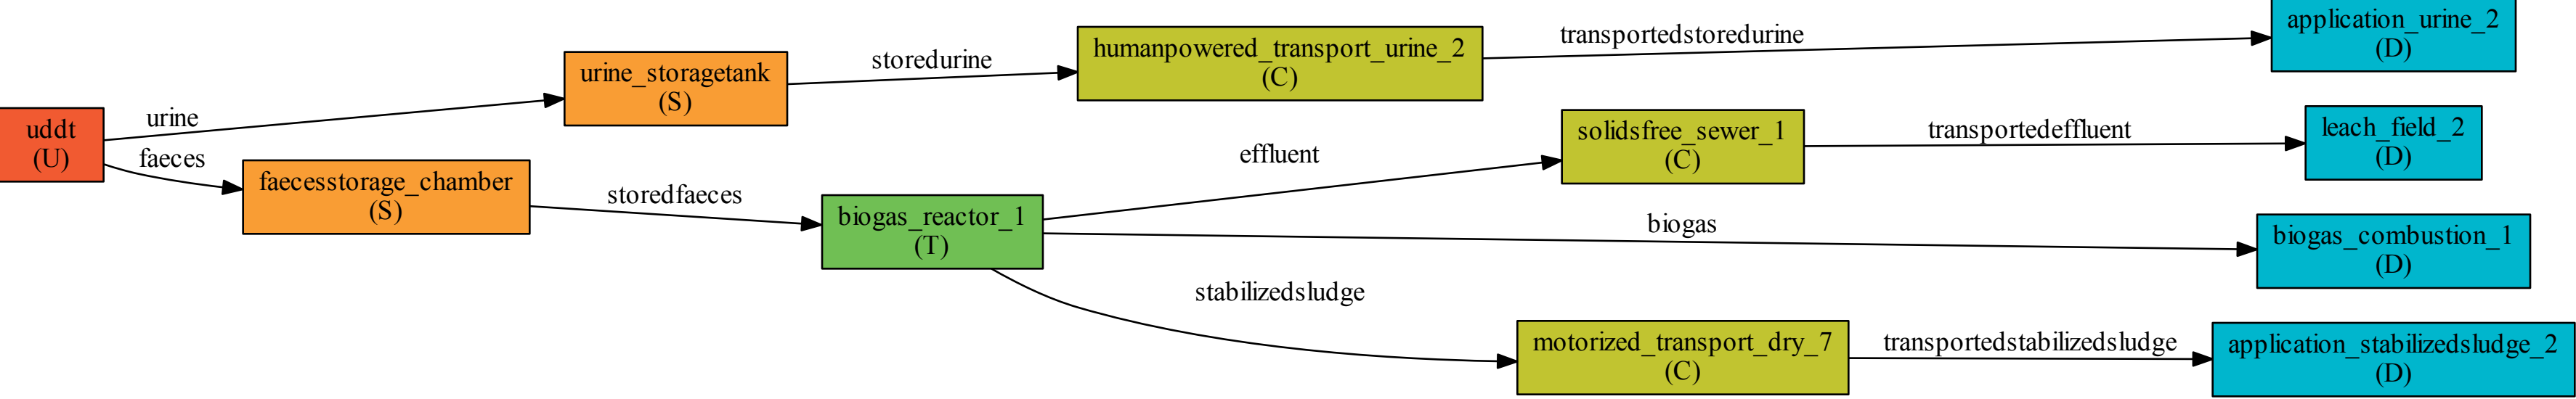 uddt
(U)
urine
faeces
urine_storagetank
(S)
faecesstorage_chamber
(S)
storedurine
storedfaeces
humanpowered_transport_urine_2
(C)
biogas_reactor_1
(T)
transportedstoredurine
effluent
biogas
stabilizedsludge
solidsfree_sewer_1
(C)
motorized_transport_dry_7
(C)
transportedeffluent
transportedstabilizedsludge
application_urine_2
(D)
leach_field_2
(D)
biogas_combustion_1
(D)
application_stabilizedsludge_2
(D)